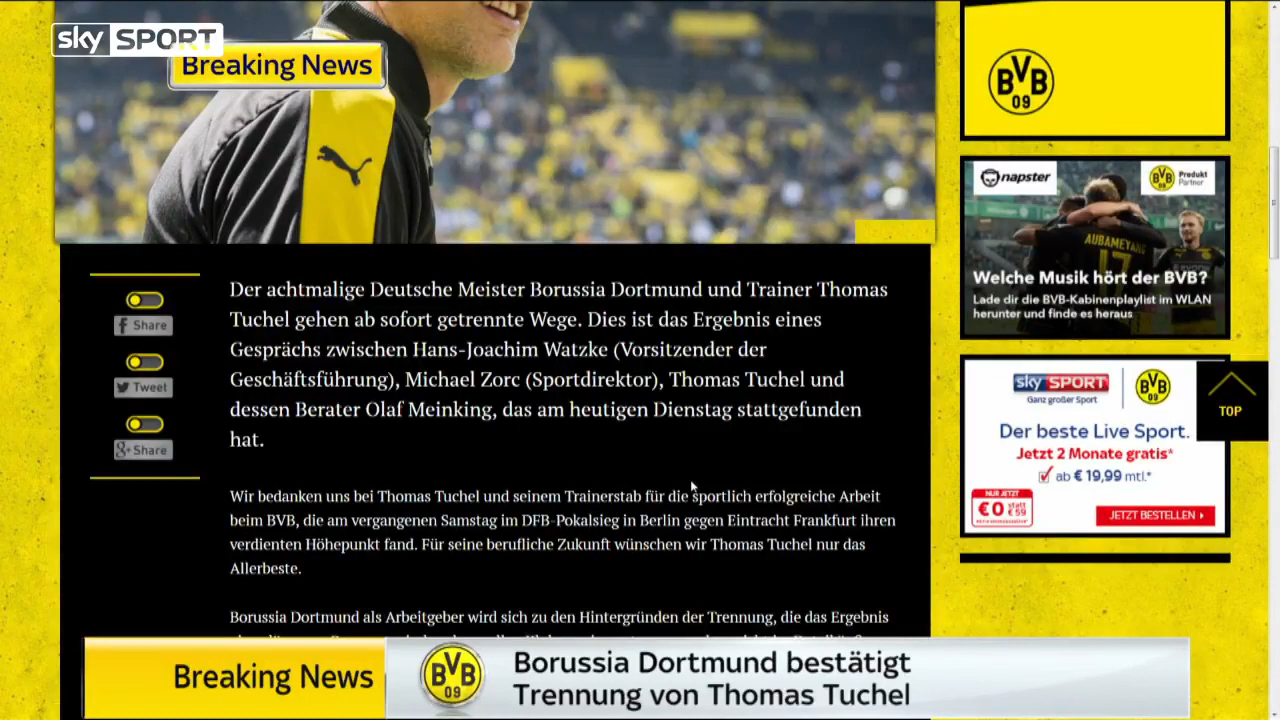 sky SPORT
Breaking News
BVB
09
napster
BVB
09
Produkt
Partner
AUBAMEYANG
17
Welche Musik hört der BVB?
Lade dir die BVB-Kabinenplaylist im WLAN
herunter und finde es heraus
Share
Tweet
Share
Der achtmalige Deutsche Meister Borussia Dortmund und Trainer Thomas
Tuchel gehen ab sofort getrennte Wege. Dies ist das Ergebnis eines
Gesprächs zwischen Hans-Joachim Watzke (Vorsitzender der
Geschäftsführung), Michael Zorc (Sportdirektor), Thomas Tuchel und
dessen Berater Olaf Meinking, das am heutigen Dienstag stattgefunden
hat.
Wir bedanken uns bei Thomas Tuchel und seinem Trainerstab für die sportlich erfolgreiche Arbeit
beim BVB, die am vergangenen Samstag im DFB-Pokalsieg in Berlin gegen Eintracht Frankfurt ihren
verdienten Höhepunkt fand. Für seine berufliche Zukunft wünschen wir Thomas Tuchel nur das
Allerbeste.
Borussia Dortmund als Arbeitgeber wird sich zu den Hintergründen der Trennung, die das Ergebnis
sky SPORT
Ganz großer Sport
BVB
09
TOP
Der beste Live Sport.
Jetzt 2 Monate gratis*
ab € 19,99 mtl.*
NUR JETZT
€0 statt
€ 59
JETZT BESTELLEN
Breaking News
BVB
09
Borussia Dortmund bestätigt
Trennung von Thomas Tuchel